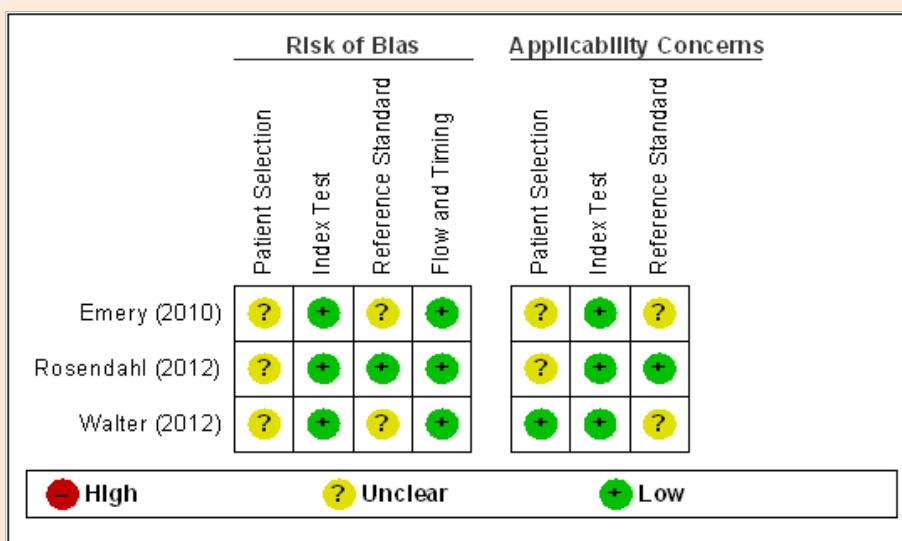 Risk of Bias Applicability Concerns
Patient Selection
Index Test
Reference Standard
Flow and Timing
Patient Selection
Index Test
Reference Standard
Emery (2010) ? + ? + ? + ?
Rosendahl (2012) ? + + + ? + +
Walter (2012) ? + ? + + + ?
– High ? Unclear + Low